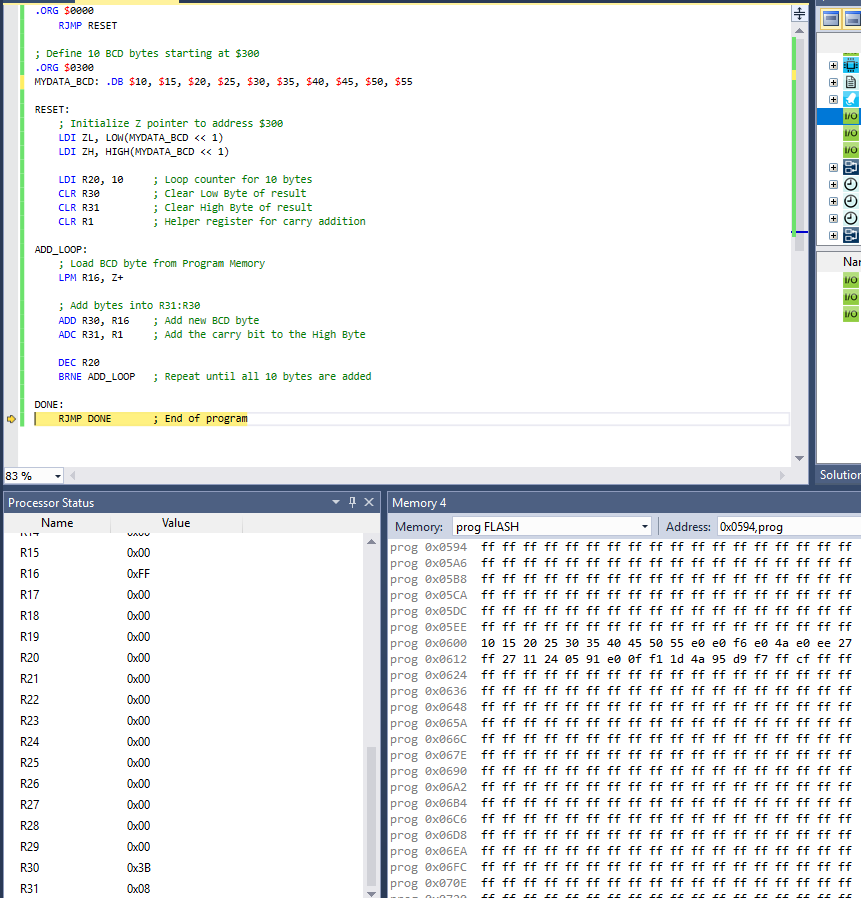 .ORG $0000
RJMP RESET
; Define 10 BCD bytes starting at $300
.ORG $0300
MYDATA_BCD: .DB $10, $15, $20, $25, $30, $35, $40, $45, $50, $55
RESET:
; Initialize Z pointer to address $300
LDI ZL, LOW(MYDATA_BCD << 1)
LDI ZH, HIGH(MYDATA_BCD << 1)
LDI R20, 10 ; Loop counter for 10 bytes
CLR R30 ; Clear Low Byte of result
CLR R31 ; Clear High Byte of result
CLR R1 ; Helper register for carry addition
ADD_LOOP:
; Load BCD byte from Program Memory
LPM R16, Z+
; Add bytes into R31:R30
ADD R30, R16 ; Add new BCD byte
ADC R31, R1 ; Add the carry bit to the High Byte
DEC R20
BRNE ADD_LOOP ; Repeat until all 10 bytes are added
DONE:
RJMP DONE ; End of program
83 %
I/O
I/O
I/O
Nar
I/O
I/O
I/O
Solution
Processor Status
Name Value
R14 0x00
R15 0x00
R16 0xFF
R17 0x00
R18 0x00
R19 0x00
R20 0x00
R21 0x00
R22 0x00
R23 0x00
R24 0x00
R25 0x00
R26 0x00
R27 0x00
R28 0x00
R29 0x00
R30 0x3B
R31 0x08
Memory 4
Memory: prog FLASH Address: 0x0594,prog
prog 0x0594 ff ff ff ff ff ff ff ff ff ff ff ff ff ff ff ff ff ff
prog 0x05A6 ff ff ff ff ff ff ff ff ff ff ff ff ff ff ff ff ff ff
prog 0x05B8 ff ff ff ff ff ff ff ff ff ff ff ff ff ff ff ff ff ff
prog 0x05CA ff ff ff ff ff ff ff ff ff ff ff ff ff ff ff ff ff ff
prog 0x05DC ff ff ff ff ff ff ff ff ff ff ff ff ff ff ff ff ff ff
prog 0x05EE ff ff ff ff ff ff ff ff ff ff ff ff ff ff ff ff ff ff
prog 0x0600 10 15 20 25 30 35 40 45 50 55 e0 e0 f6 e0 4a e0 ee 27
prog 0x0612 ff 27 11 24 05 91 e0 0f f1 1d 4a 95 d9 f7 ff cf ff ff
prog 0x0624 ff ff ff ff ff ff ff ff ff ff ff ff ff ff ff ff ff ff
prog 0x0636 ff ff ff ff ff ff ff ff ff ff ff ff ff ff ff ff ff ff
prog 0x0648 ff ff ff ff ff ff ff ff ff ff ff ff ff ff ff ff ff ff
prog 0x065A ff ff ff ff ff ff ff ff ff ff ff ff ff ff ff ff ff ff
prog 0x066C ff ff ff ff ff ff ff ff ff ff ff ff ff ff ff ff ff ff
prog 0x067E ff ff ff ff ff ff ff ff ff ff ff ff ff ff ff ff ff ff
prog 0x0690 ff ff ff ff ff ff ff ff ff ff ff ff ff ff ff ff ff ff
prog 0x06A2 ff ff ff ff ff ff ff ff ff ff ff ff ff ff ff ff ff ff
prog 0x06B4 ff ff ff ff ff ff ff ff ff ff ff ff ff ff ff ff ff ff
prog 0x06C6 ff ff ff ff ff ff ff ff ff ff ff ff ff ff ff ff ff ff
prog 0x06D8 ff ff ff ff ff ff ff ff ff ff ff ff ff ff ff ff ff ff
prog 0x06EA ff ff ff ff ff ff ff ff ff ff ff ff ff ff ff ff ff ff
prog 0x06FC ff ff ff ff ff ff ff ff ff ff ff ff ff ff ff ff ff ff
prog 0x070E ff ff ff ff ff ff ff ff ff ff ff ff ff ff ff ff ff ff